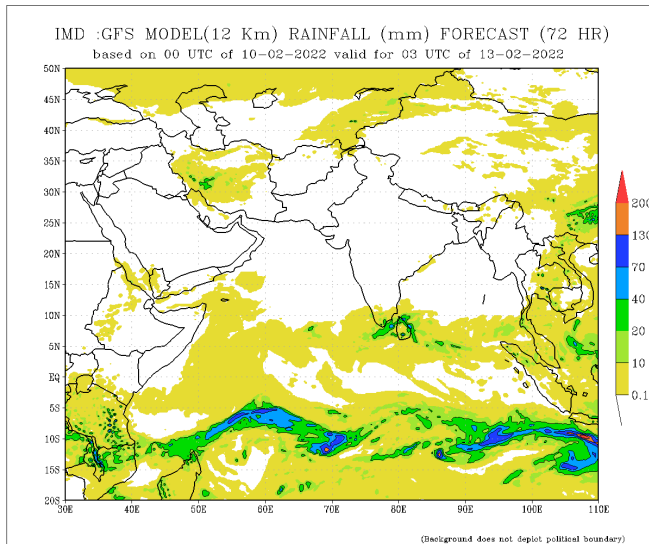 IMD :GFS MODEL(12 Km) RAINFALL (mm) FORECAST (72 HR)
based on 00 UTC of 10-02-2022 valid for 03 UTC of 13-02-2022
50N
45N
40N
35N
30N
25N
20N
15N
10N
5N
EQ
5S
10S
15S
20S
30E 40E 50E 60E 70E 80E 90E 100E 110E
200
130
70
40
20
10
0.1
(Background does not depict political boundary)